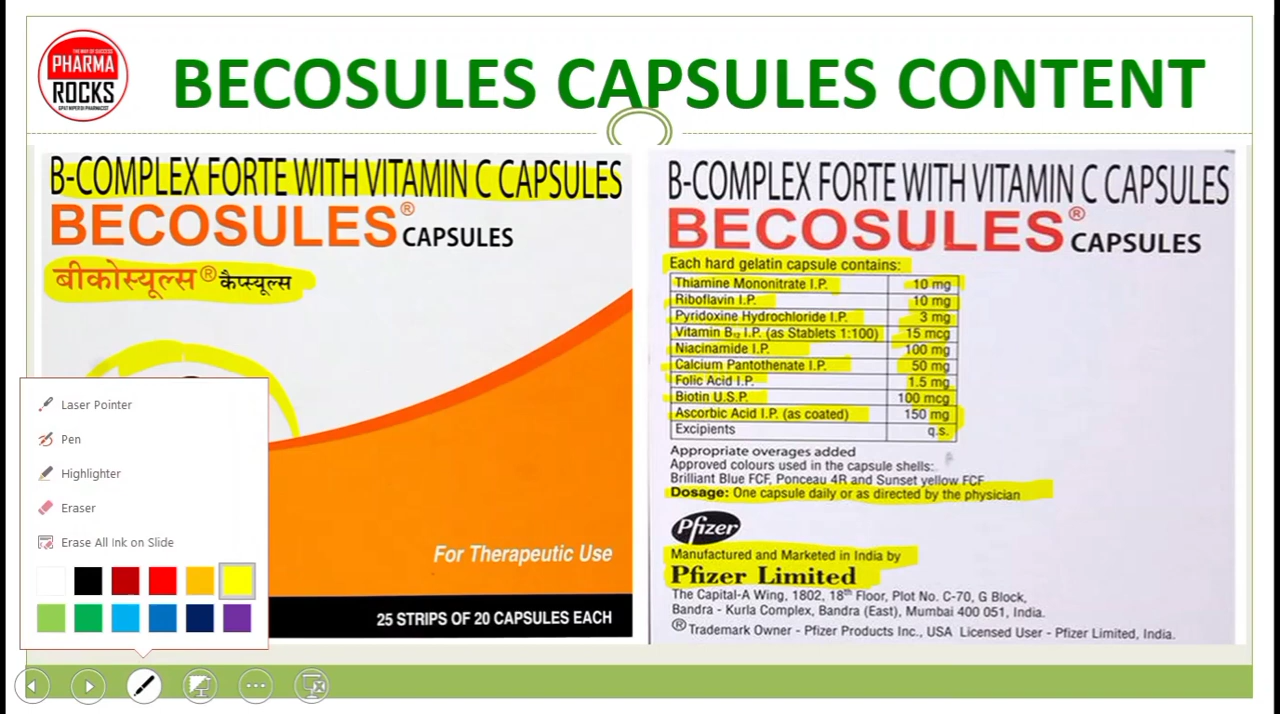 THE WAY OF SUCCESS
PHARMA
ROCKS
GPAT NIPER DI PHARMACIST
BECOSULES CAPSULES CONTENT
B-COMPLEX FORTE WITH VITAMIN C CAPSULES
BECOSULES® CAPSULES
बीकोस्यूल्स® कैप्स्यूल्स
For Therapeutic Use
25 STRIPS OF 20 CAPSULES EACH
B-COMPLEX FORTE WITH VITAMIN C CAPSULES
BECOSULES® CAPSULES
Each hard gelatin capsule contains:
Thiamine Mononitrate I.P. 10 mg
Riboflavin I.P. 10 mg
Pyridoxine Hydrochloride I.P. 3 mg
Vitamin B₁₂ I.P. (as Stablets 1:100) 15 mcg
Niacinamide I.P. 100 mg
Calcium Pantothenate I.P. 50 mg
Folic Acid I.P. 1.5 mg
Biotin U.S.P. 100 mcg
Ascorbic Acid I.P. (as coated) 150 mg
Excipients q.s.
Appropriate overages added
Approved colours used in the capsule shells:
Brilliant Blue FCF, Ponceau 4R and Sunset yellow FCF
Dosage: One capsule daily or as directed by the physician
Pfizer
Manufactured and Marketed in India by
Pfizer Limited
The Capital-A Wing, 1802, 18th Floor, Plot No. C-70, G Block,
Bandra - Kurla Complex, Bandra (East), Mumbai 400 051, India.
®Trademark Owner - Pfizer Products Inc., USA Licensed User - Pfizer Limited, India.
Laser Pointer
Pen
Highlighter
Eraser
Erase All Ink on Slide